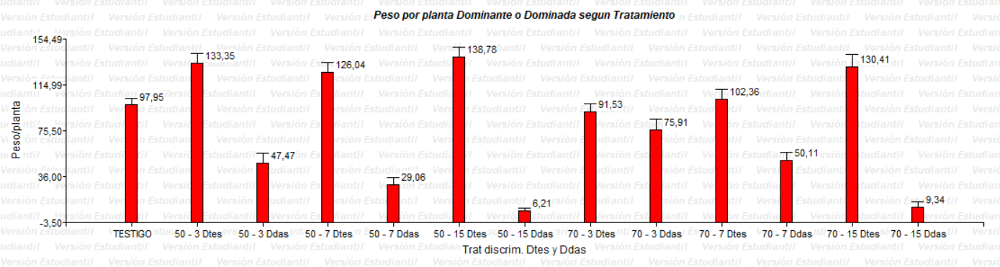 Peso por planta Dominante o Dominada segun Tratamiento
154,49
114,99
75,50
36,00
-3,50
Peso/planta
97,95
133,35
47,47
126,04
29,06
138,78
6,21
91,53
75,91
102,36
50,11
130,41
9,34
TESTIGO
50 - 3 Dtes
50 - 3 Ddas
50 - 7 Dtes
50 - 7 Ddas
50 - 15 Dtes
50 - 15 Ddas
70 - 3 Dtes
70 - 3 Ddas
70 - 7 Dtes
70 - 7 Ddas
70 - 15 Dtes
70 - 15 Ddas
Trat discrim. Dtes y Ddas
Versión Estudiantil